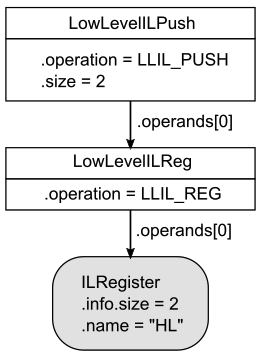 LowLevelILPush
.operation = LLIL_PUSH
.size = 2
.operands[0]
LowLevelILReg
.operation = LLIL_REG
.operands[0]
ILRegister
.info.size = 2
.name = "HL"